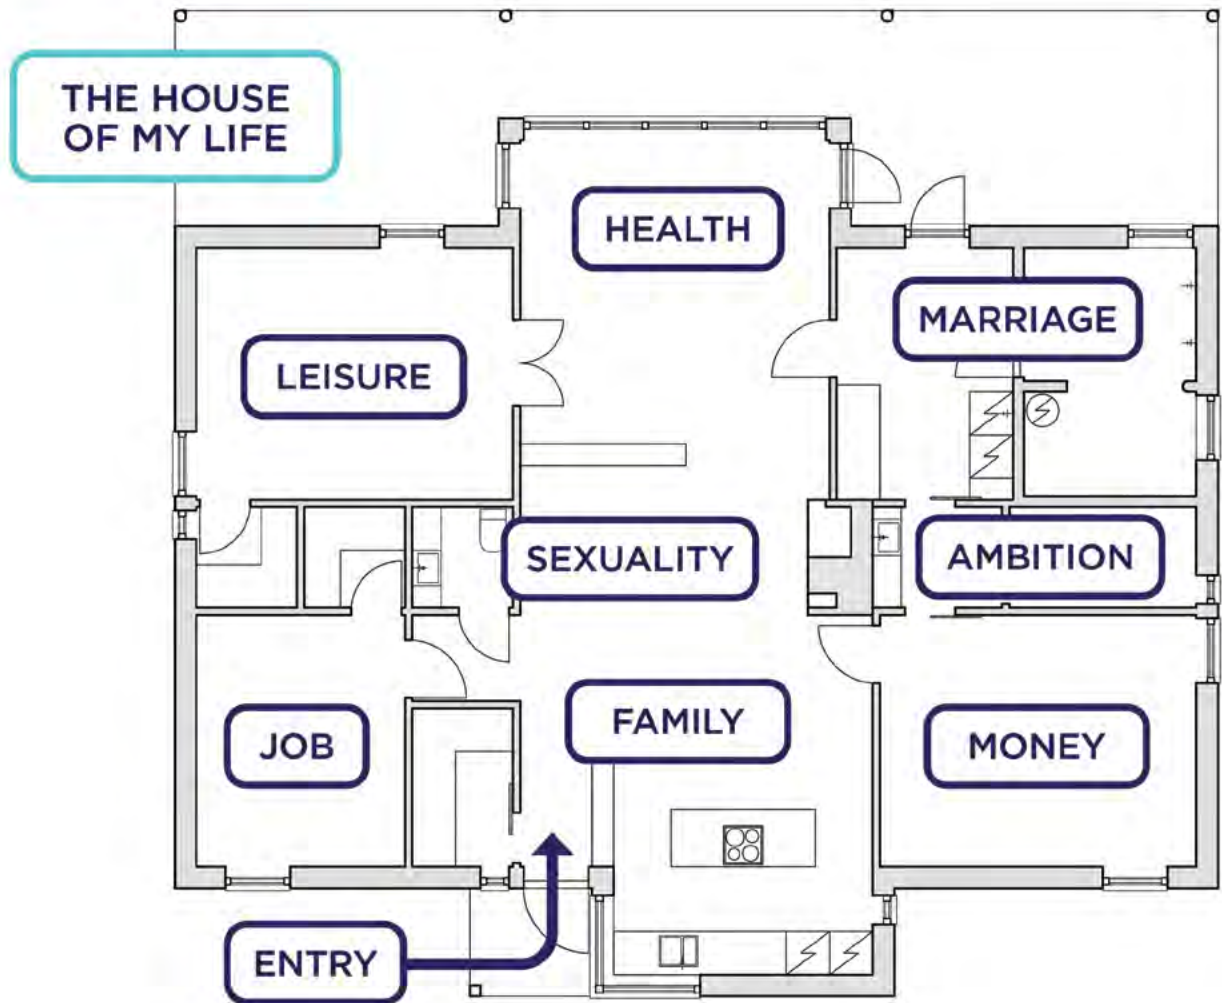 THE HOUSE
OF MY LIFE
HEALTH
MARRIAGE
LEISURE
SEXUALITY
AMBITION
JOB
FAMILY
MONEY
ENTRY